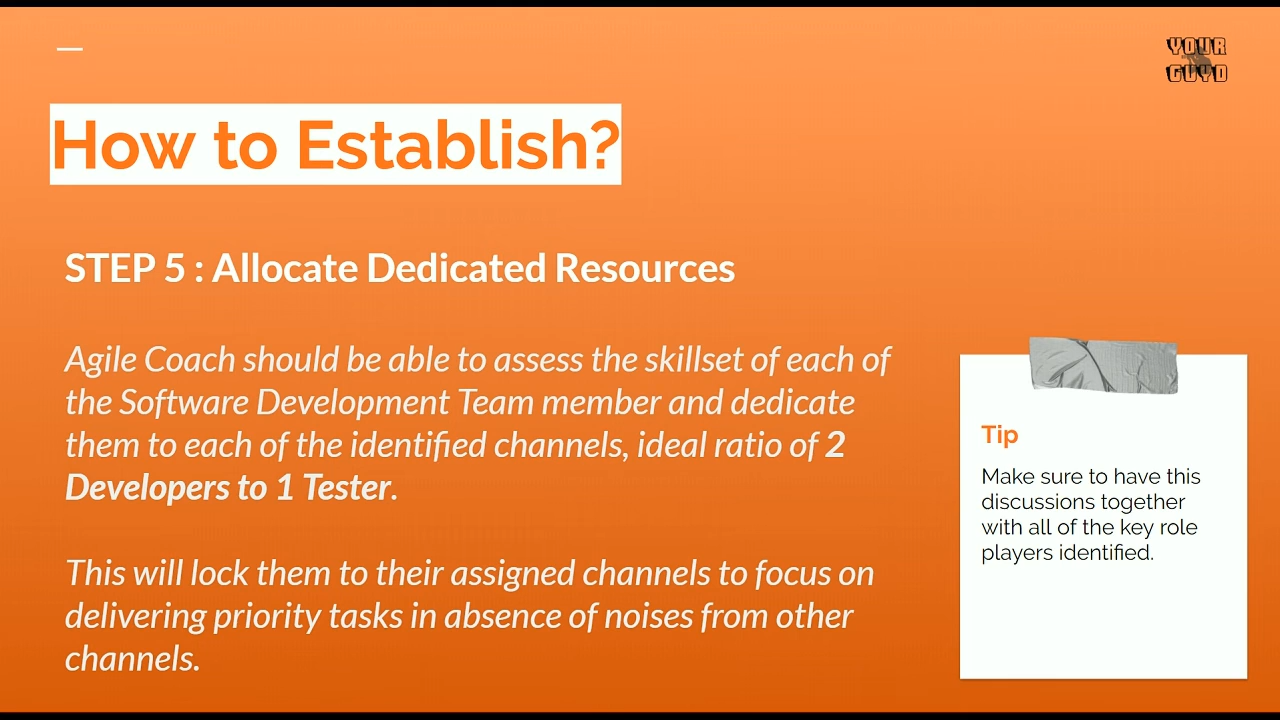 YOUR
GUYD
How to Establish?
STEP 5 : Allocate Dedicated Resources
Agile Coach should be able to assess the skillset of each of
the Software Development Team member and dedicate
them to each of the identified channels, ideal ratio of 2
Developers to 1 Tester.
This will lock them to their assigned channels to focus on
delivering priority tasks in absence of noises from other
channels.
Tip
Make sure to have this
discussions together
with all of the key role
players identified.